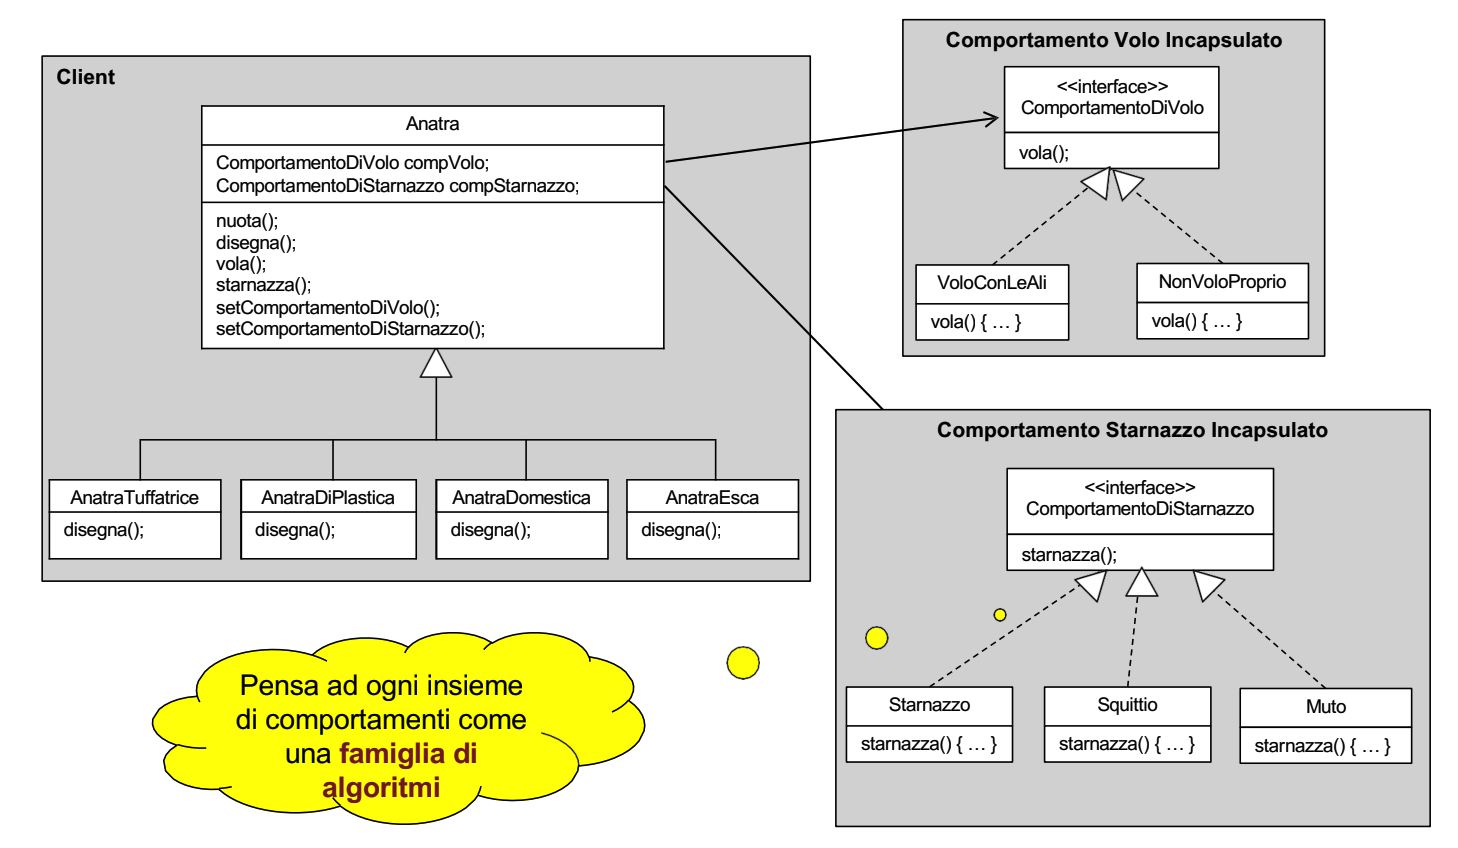 Client
Anatra
ComportamentoDiVolo compVolo;
ComportamentoDiStarnazzo compStarnazzo;
nuota();
disegna();
vola();
starnazza();
setComportamentoDiVolo();
setComportamentoDiStarnazzo();
AnatraTuffatrice
disegna();
AnatraDiPlastica
disegna();
AnatraDomestica
disegna();
AnatraEsca
disegna();
Comportamento Volo Incapsulato
<<interface>>
ComportamentoDiVolo
vola();
VoloConLeAli
vola() { … }
NonVoloProprio
vola() { … }
Comportamento Starnazzo Incapsulato
<<interface>>
ComportamentoDiStarnazzo
starnazza();
Starnazzo
starnazza() { … }
Squittio
starnazza() { … }
Muto
starnazza() { … }
Pensa ad ogni insieme
di comportamenti come
una famiglia di
algoritmi